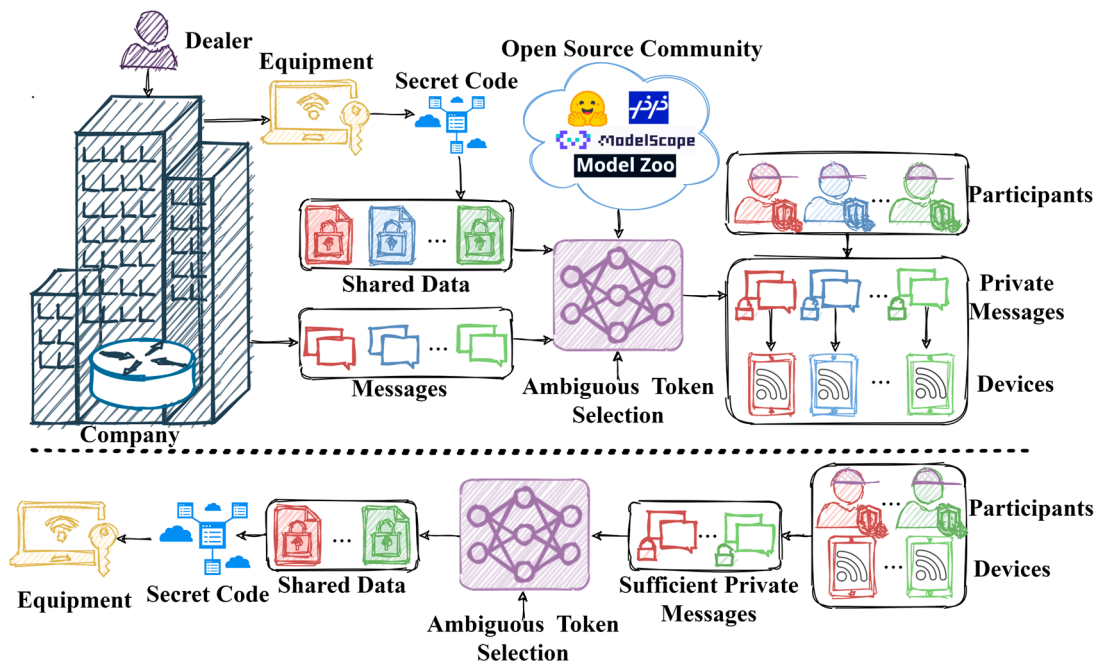 Dealer
Equipment
Secret Code
Open Source Community
ModelScope
Model Zoo
Participants
Shared Data
Private
Messages
Messages
Ambiguous Token
Selection
Devices
Company
Participants
Devices
Sufficient Private
Messages
Ambiguous Token
Selection
Shared Data
Secret Code
Equipment